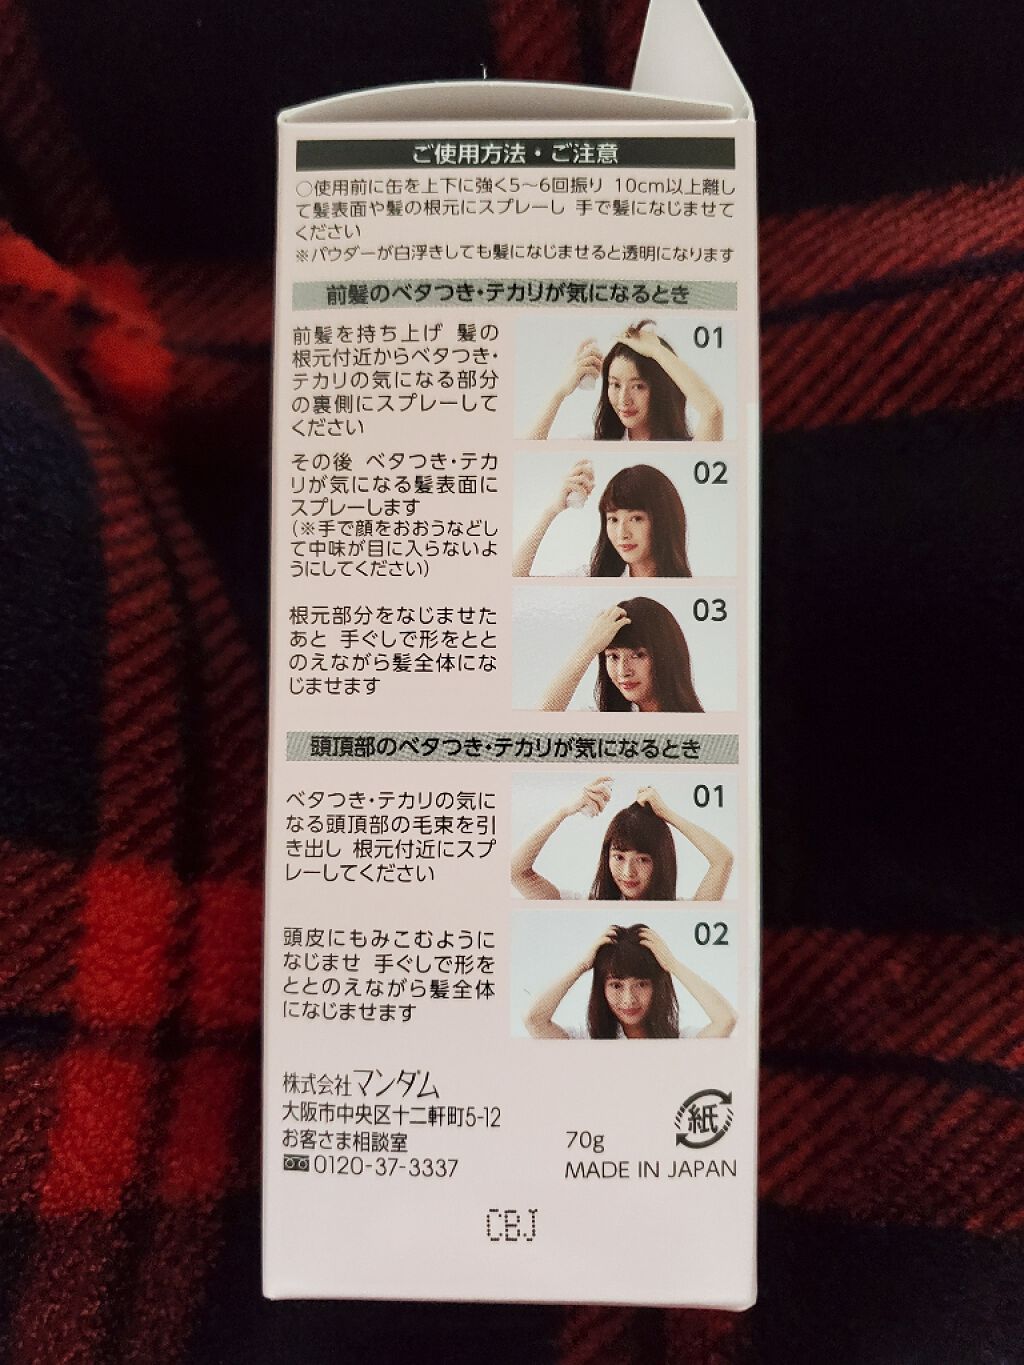 ご使用方法・ご注意
○使用前に缶を上下に強く5〜6回振り 10cm以上離し
て髪表面や髪の根元にスプレーし 手で髪になじませて
ください
※パウダーが白浮きしても髪になじませると透明になります
前髪のベタつき・テカリが気になるとき
前髪を持ち上げ 髪の
根元付近からベタつき・
テカリの気になる部分
の裏側にスプレーして
ください
01
その後 ベタつき・テカ
リが気になる髪表面に
スプレーします
(※手で顔をおおうなどし
て中味が目に入らないよ
うにしてください)
02
根元部分をなじませた
あと 手ぐしで形をとと
のえながら髪全体にな
じませます
03
頭頂部のベタつき・テカリが気になるとき
ベタつき・テカリの気に
なる頭頂部の毛束を引
き出し 根元付近にスプ
レーしてください
01
頭皮にもみこむように
なじませ 手ぐしで形を
ととのえながら髪全体
になじませます
02
株式会社マンダム
大阪市中央区十二軒町5-12
お客さま相談室
0120-37-3337
70g
紙
MADE IN JAPAN
CBJ